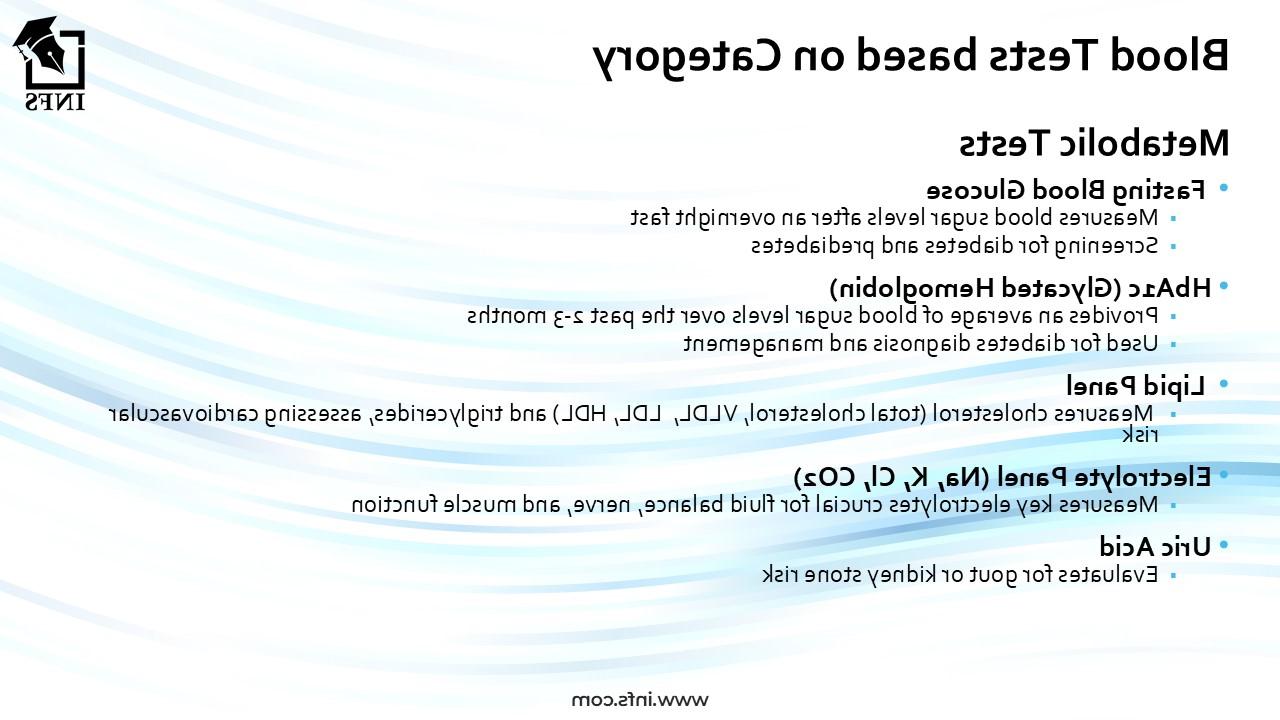 Blood Tests based on Category
INFS
Metabolic Tests
• Fasting Blood Glucose
▪ Measures blood sugar levels after an overnight fast
▪ Screening for diabetes and prediabetes
• HbA1c (Glycated Hemoglobin)
▪ Provides an average of blood sugar levels over the past 2-3 months
▪ Used for diabetes diagnosis and management
• Lipid Panel
▪ Measures cholesterol (total cholesterol, VLDL, LDL, HDL) and triglycerides, assessing cardiovascular
risk
• Electrolyte Panel (Na, K, Cl, CO2)
▪ Measures key electrolytes crucial for fluid balance, nerve, and muscle function
• Uric Acid
▪ Evaluates for gout or kidney stone risk
www.infs.com